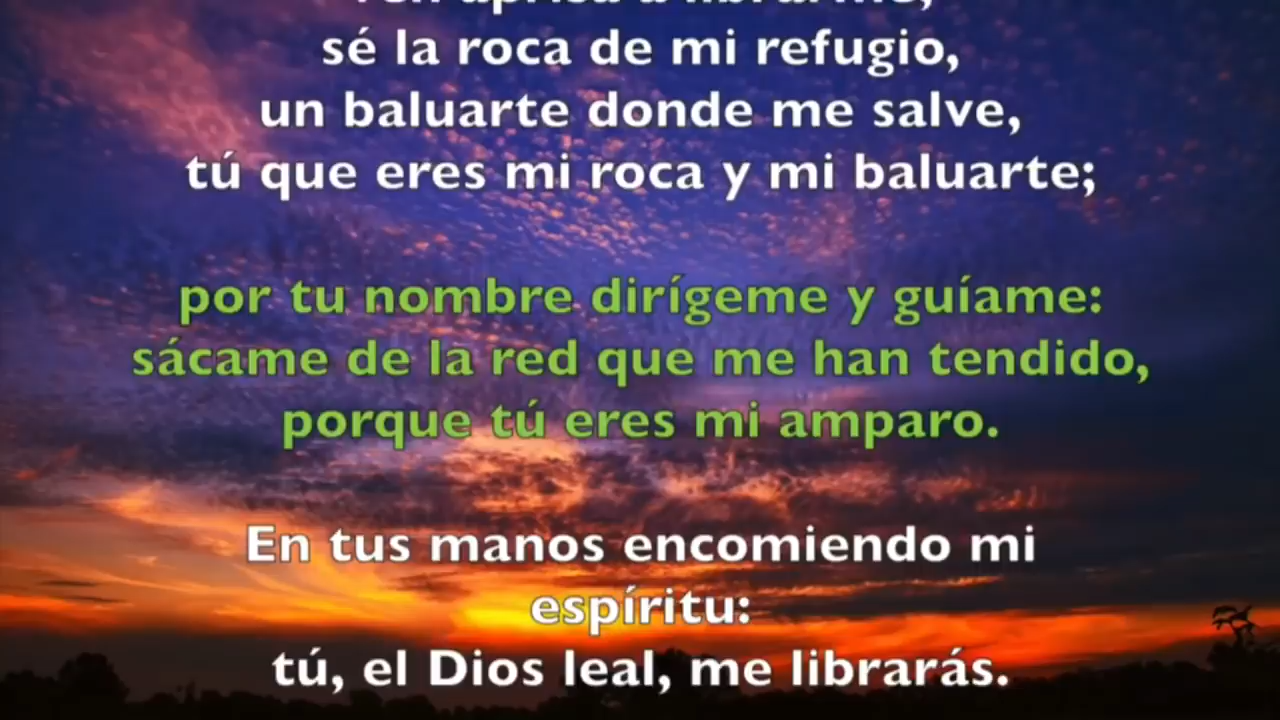 sé la roca de mi refugio,
un baluarte donde me salve,
tú que eres mi roca y mi baluarte;
por tu nombre dirígeme y guíame:
sácame de la red que me han tendido,
porque tú eres mi amparo.
En tus manos encomiendo mi
espíritu:
tú, el Dios leal, me librarás.